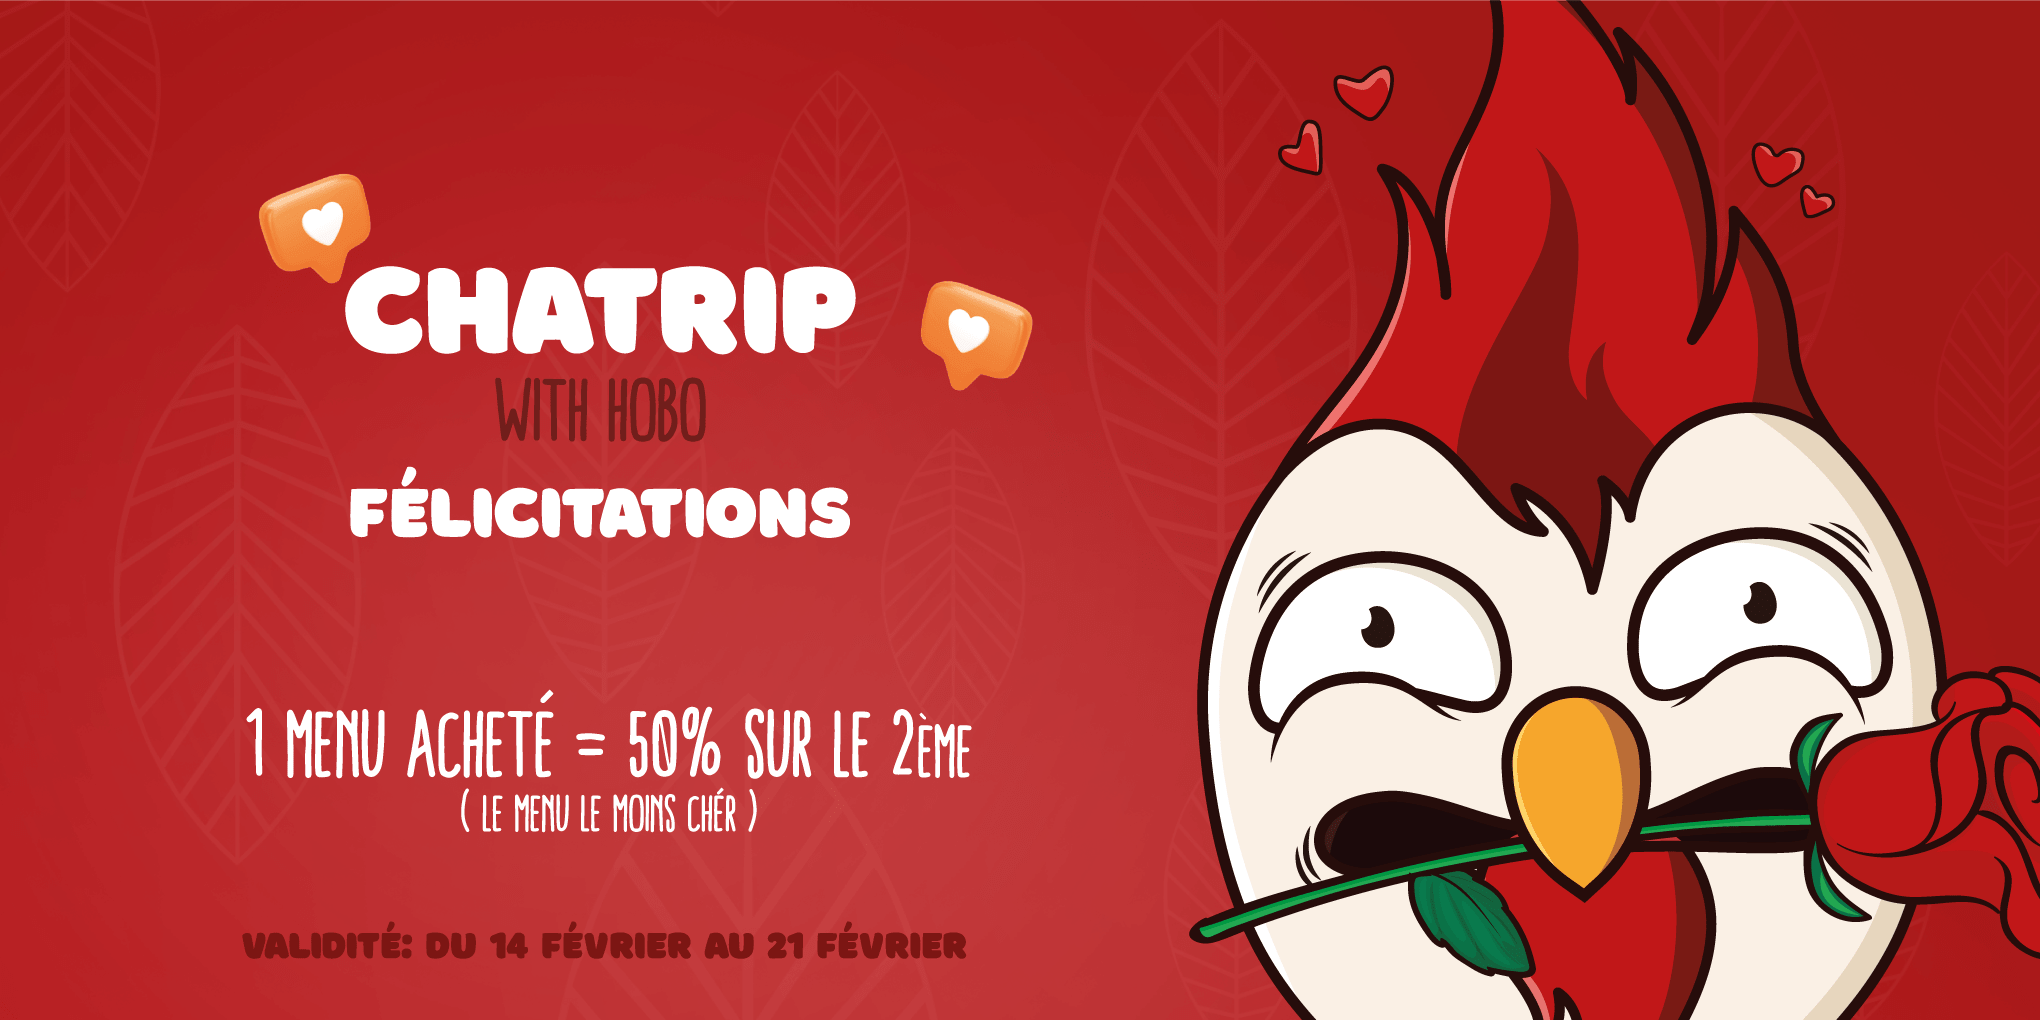 CHATRIP
WITH HOBO
FÉLICITATIONS
1 MENU ACHETÉ = 50% SUR LE 2ÈME
( LE MENU LE MOINS CHÉR )
VALIDITÉ: DU 14 FÉVRIER AU 21 FÉVRIER